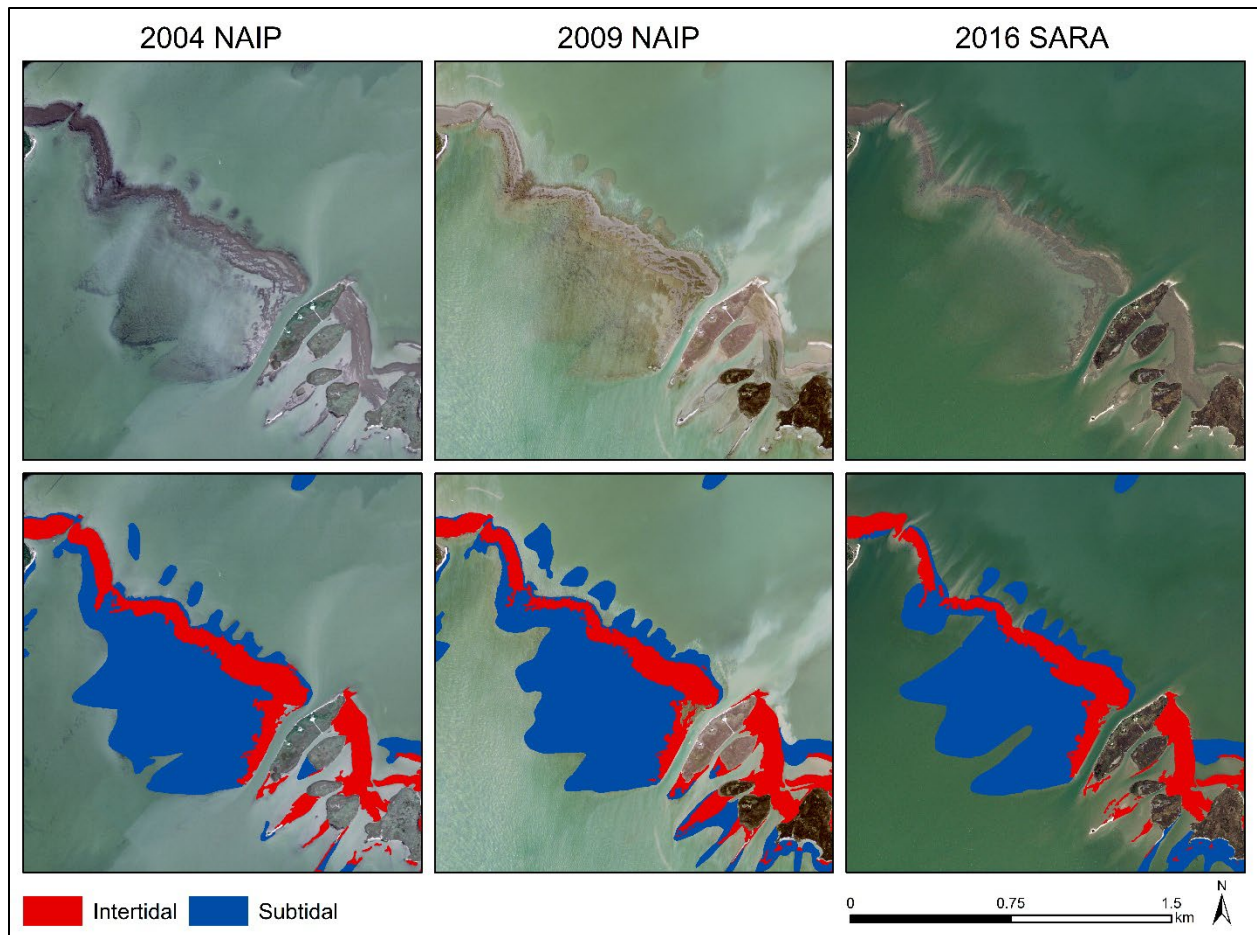 2004 NAIP
2009 NAIP
2016 SARA
Intertidal
Subtidal
0 0.75 1.5
km
N